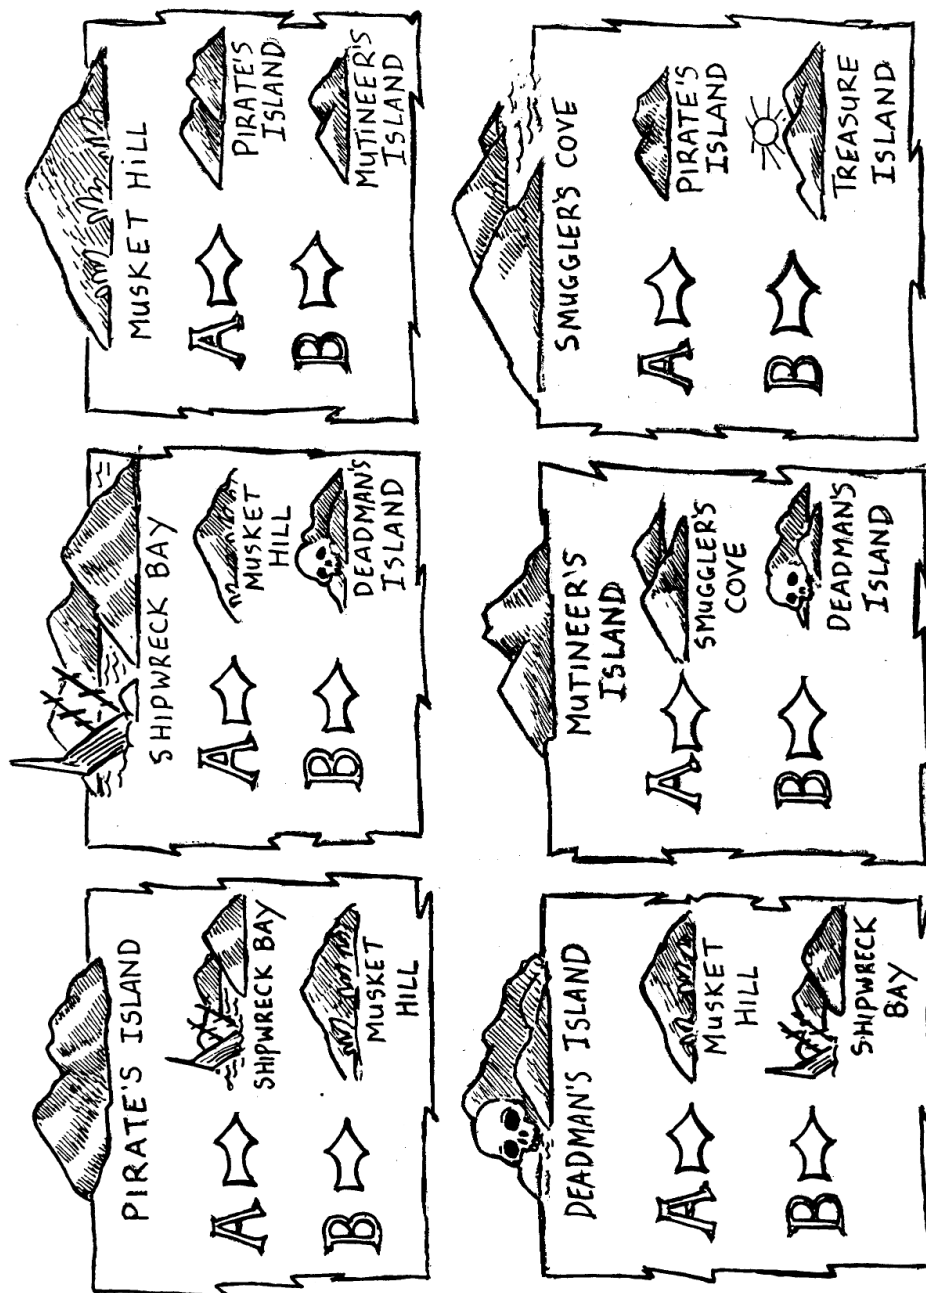 PIRATE'S ISLAND
A
SHIPWRECK BAY
B
MUSKET
HILL
SHIPWRECK BAY
A
MUSKET
HILL
B
DEADMAN'S
ISLAND
MUSKET HiLL
A
PIRATE'S
ISLAND
B
MUTINEER'S
ISLAND
DEADMAN'S ISLAND
A
MUSKET
HILL
B
SHIPWRECK
BAY
MUTINEER'S
ISLAND
A
SMUGGLER'S
COVE
B
DEADMAN'S
ISLAND
SMUGGLER'S COVE
A
PIRATE'S
ISLAND
B
TREASURE
ISLAND